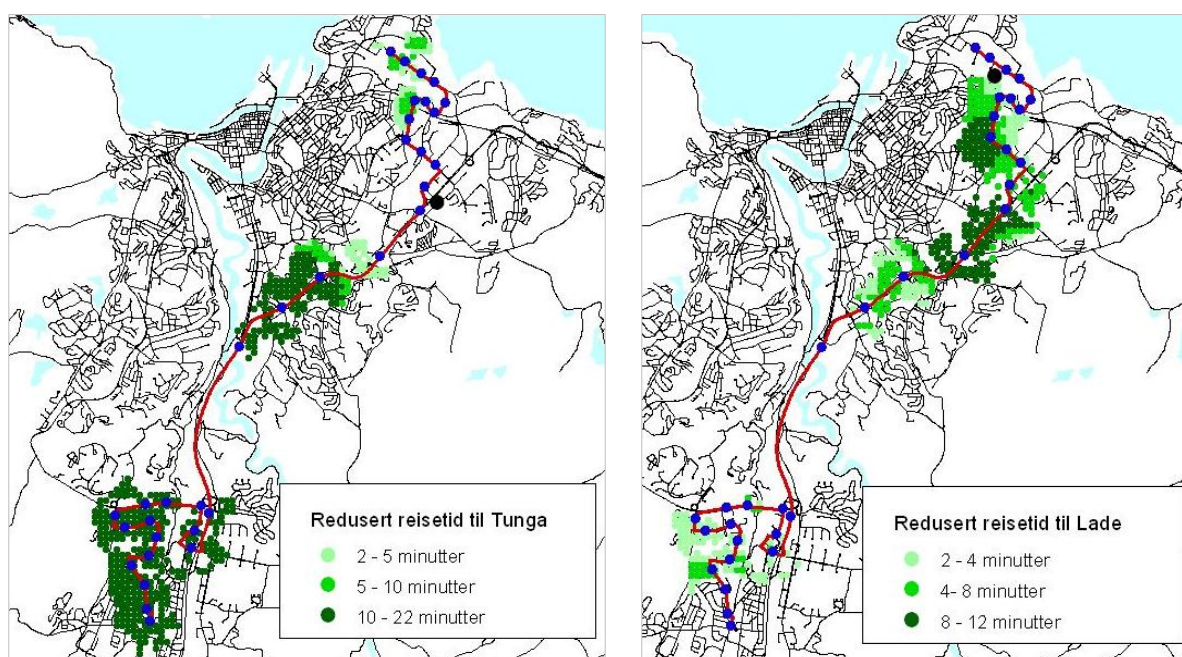 Redusert reisetid til Tunga
2 - 5 minutter
5 - 10 minutter
10 - 22 minutter
Redusert reisetid til Lade
2 - 4 minutter
4- 8 minutter
8 - 12 minutter